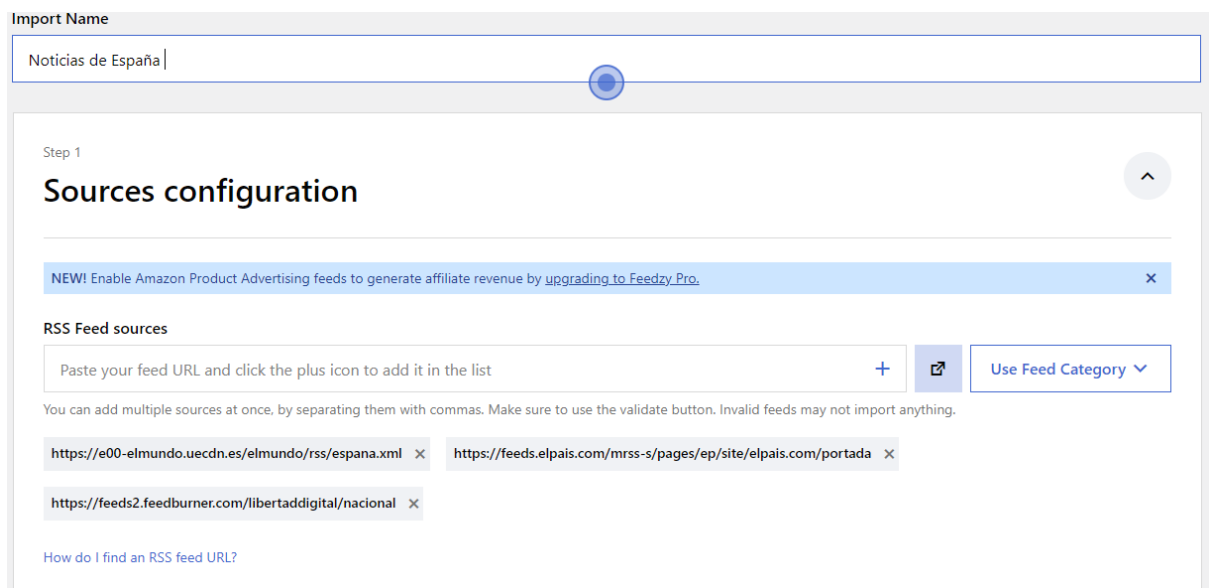 Import Name
Noticias de España
Step 1
Sources configuration
NEW! Enable Amazon Product Advertising feeds to generate affiliate revenue by upgrading to Feedzy Pro.
RSS Feed sources
Paste your feed URL and click the plus icon to add it in the list
Use Feed Category
You can add multiple sources at once, by separating them with commas. Make sure to use the validate button. Invalid feeds may not import anything.
https://e00-elmundo.uecdn.es/elmundo/rss/espana.xml
https://feeds.elpais.com/mrss-s/pages/ep/site/elpais.com/portada
https://feeds2.feedburner.com/libertaddigital/nacional
How do I find an RSS feed URL?